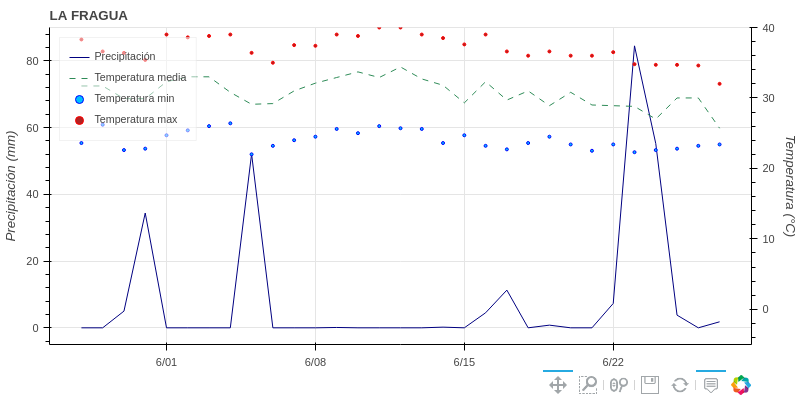 LA FRAGUA
Precipitación
Temperatura media
Temperatura min
Temperatura max
Precipitación (mm)
80
60
40
20
0
Temperatura (°C)
40
30
20
10
0
6/01
6/08
6/15
6/22